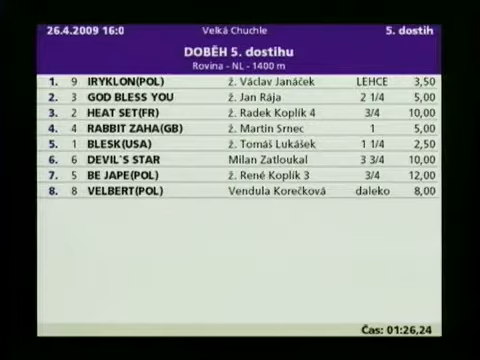 26.4.2009 16:0 Velká Chuchle 5. dostih
DOBĚH 5. dostihu
Rovina - NL - 1400 m
1. 9 IRYKLON(POL) ž. Václav Janáček LEHCE 3,50
2. 3 GOD BLESS YOU ž. Jan Rája 2 1/4 5,00
3. 2 HEAT SET(FR) ž. Radek Koplík 4 3/4 10,00
4. 4 RABBIT ZAHA(GB) ž. Martin Srnec 1 5,00
5. 1 BLESK(USA) ž. Tomáš Lukášek 1 1/4 2,50
6. 6 DEVIL`S STAR Milan Zatloukal 3 3/4 10,00
7. 5 BE JAPE(POL) ž. René Koplík 3 3/4 12,00
8. 8 VELBERT(POL) Vendula Korečková daleko 8,00
Čas: 01:26,24